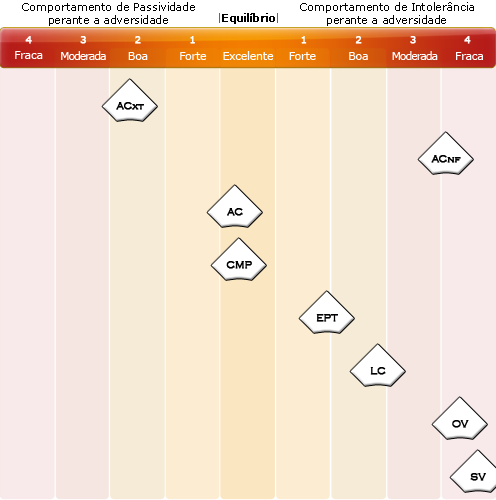 Comportamento de Passividade
perante a adversidade
|Equilíbrio|
Comportamento de Intolerância
perante a adversidade
4 3 2 1 1 2 3 4
Fraca Moderada Boa Forte Excelente Forte Boa Moderada Fraca
ACXT
ACNF
AC
CMP
EPT
LC
OV
SV